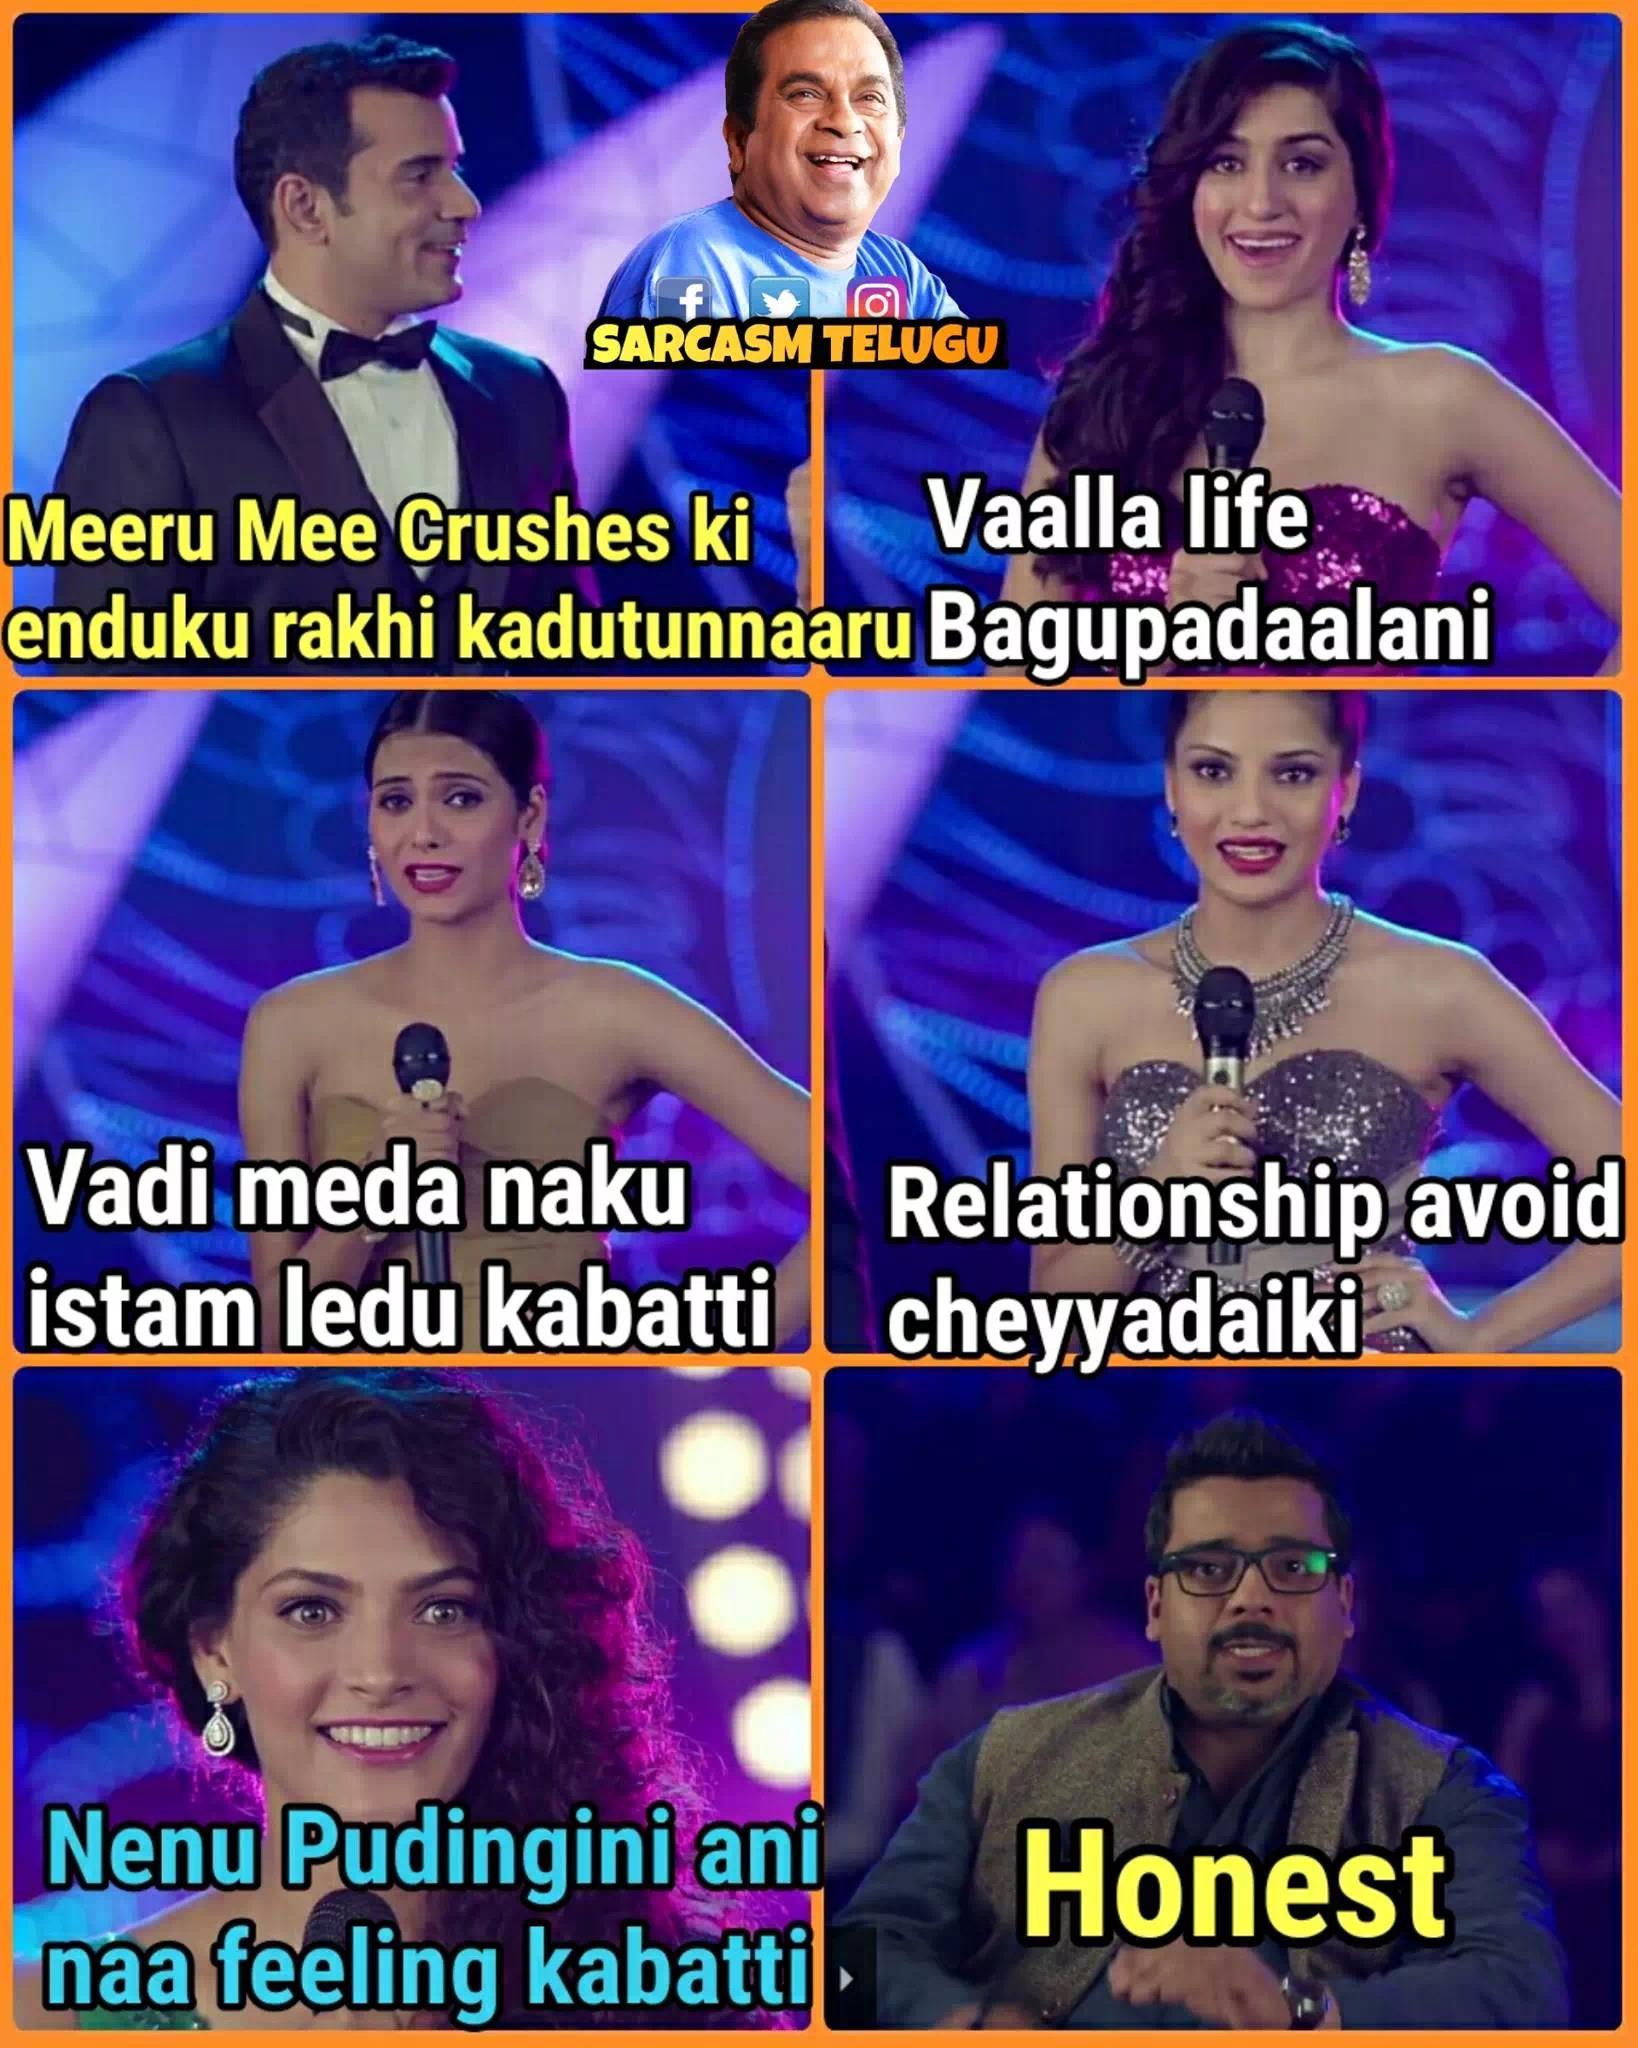 SARCASM TELUGU
Meeru Mee Crushes ki
enduku rakhi kadutunnaaru
Vaalla life
Bagupadaalani
Vadi meda naku
istam ledu kabatti
Relationship avoid
cheyyadaiki
Nenu Pudingini ani
naa feeling kabatti
Honest